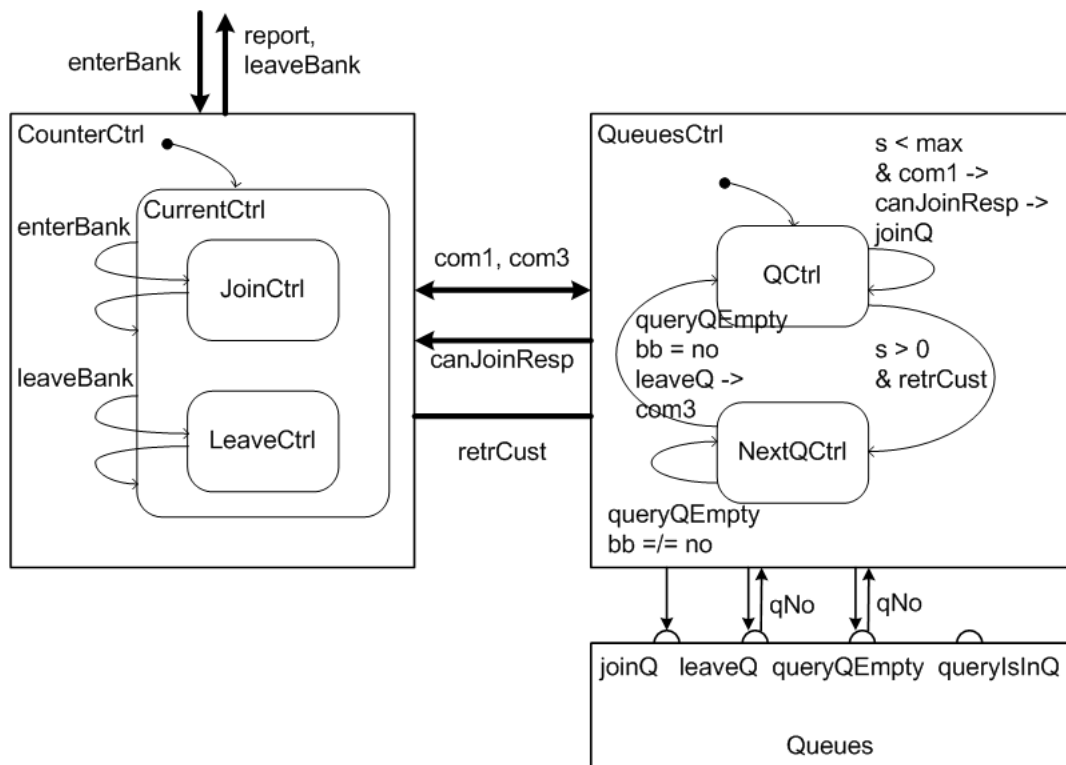 report,
enterBank
leaveBank
CounterCtrl
CurrentCtrl
enterBank
JoinCtrl
leaveBank
LeaveCtrl
com1, com3
canJoinResp
retrCust
QueuesCtrl
s < max
& com1 ->
canJoinResp ->
joinQ
QCtrl
queryQEmpty
bb = no
leaveQ ->
com3
s > 0
& retrCust
NextQCtrl
queryQEmpty
bb =/= no
qNo
qNo
joinQ
leaveQ
queryQEmpty
queryIsInQ
Queues